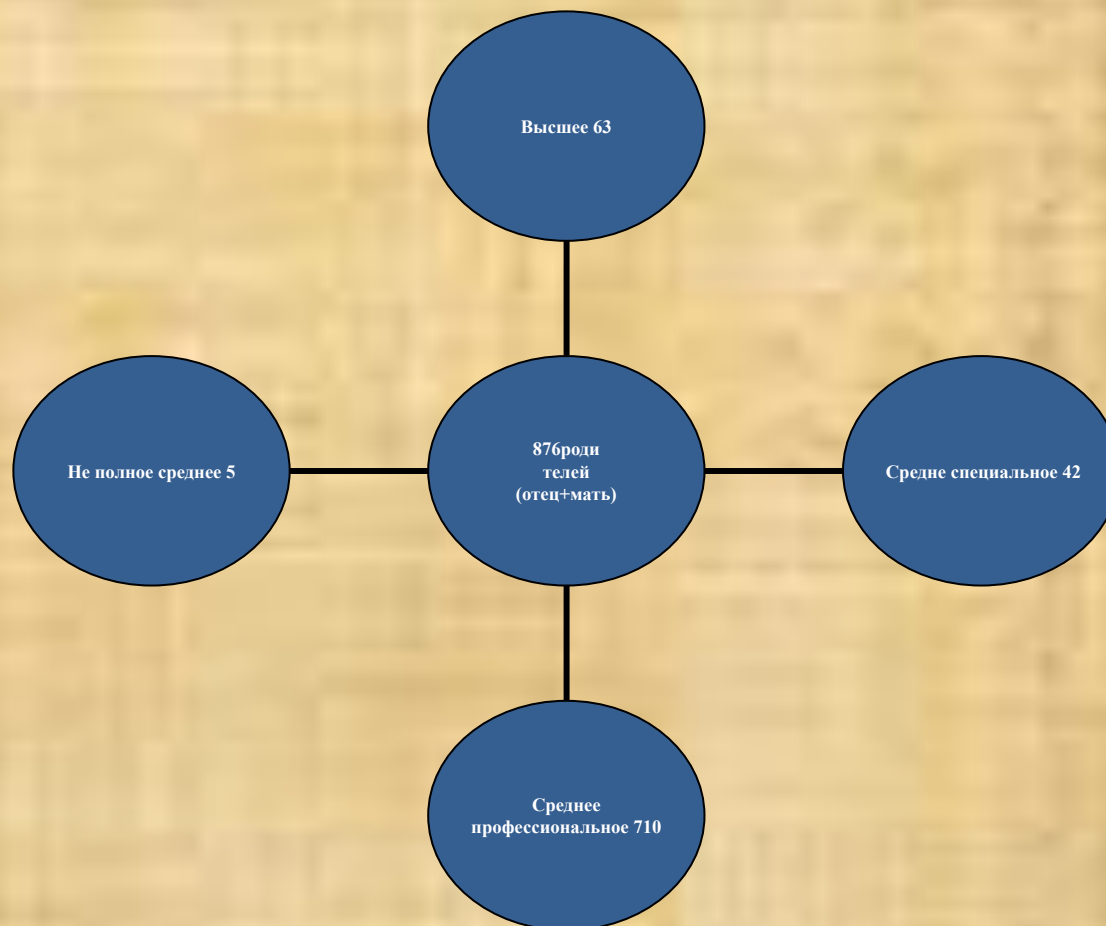 Высшее 63
Не полное среднее 5
876роди
телей
(отец+мать)
Средне специальное 42
Среднее
профессиональное 710